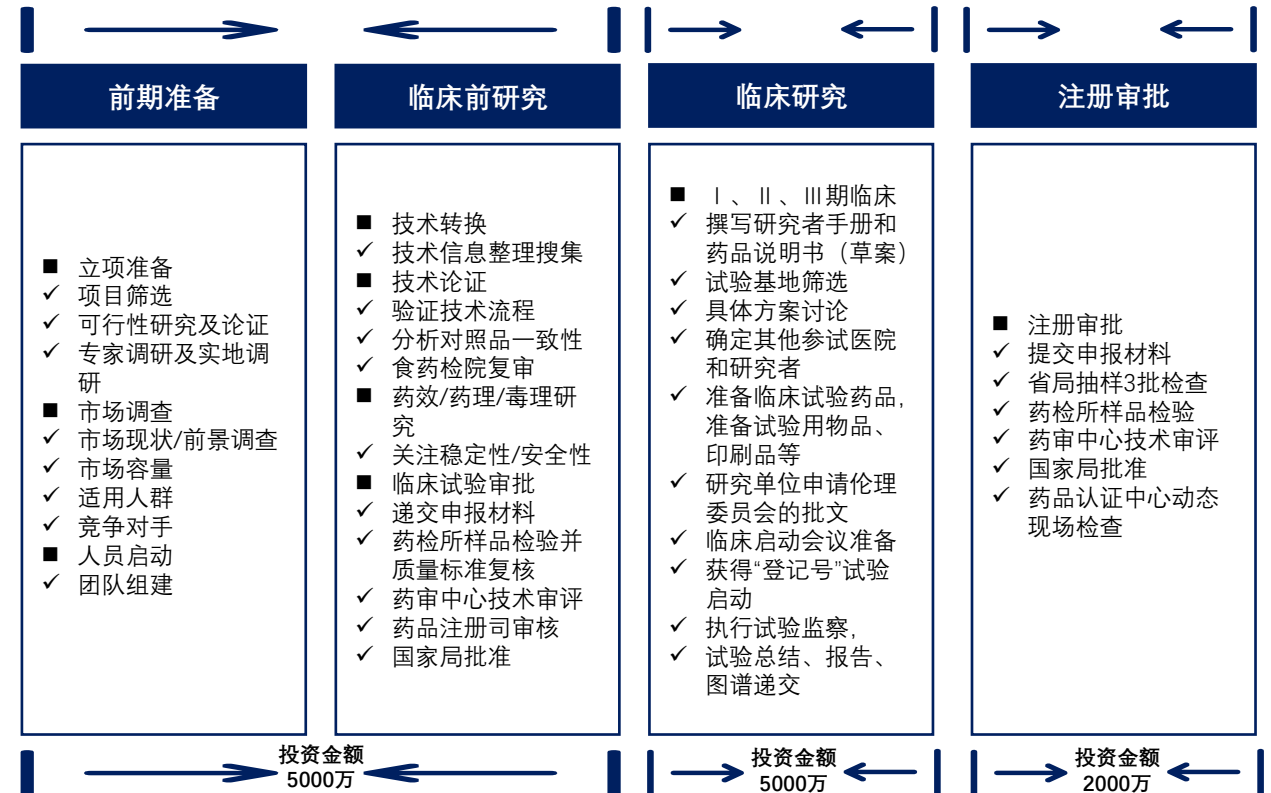 前期准备
■ 立项准备
✓ 项目筛选
✓ 可行性研究及论证
✓ 专家调研及实地调
研
■ 市场调查
✓ 市场现状/前景调查
✓ 市场容量
✓ 适用人群
✓ 竞争对手
■ 人员启动
✓ 团队组建
临床前研究
■ 技术转换
✓ 技术信息整理搜集
■ 技术论证
✓ 验证技术流程
✓ 分析对照品一致性
✓ 食药检院复审
■ 药效/药理/毒理研
究
✓ 关注稳定性/安全性
■ 临床试验审批
✓ 递交申报材料
✓ 药检所样品检验并
质量标准复核
✓ 药审中心技术审评
✓ 药品注册司审核
✓ 国家局批准
临床研究
■ Ⅰ、Ⅱ、Ⅲ期临床
✓ 撰写研究者手册和
药品说明书（草案）
✓ 试验基地筛选
✓ 具体方案讨论
✓ 确定其他参试医院
和研究者
✓ 准备临床试验药品，
准备试验用物品、
印刷品等
✓ 研究单位申请伦理
委员会的批文
✓ 临床启动会议准备
✓ 获得“登记号”试验
启动
✓ 执行试验监察，
✓ 试验总结、报告、
图谱递交
注册审批
■ 注册审批
✓ 提交申报材料
✓ 省局抽样3批检查
✓ 药检所样品检验
✓ 药审中心技术审评
✓ 国家局批准
✓ 药品认证中心动态
现场检查
投资金额
5000万
投资金额
5000万
投资金额
2000万